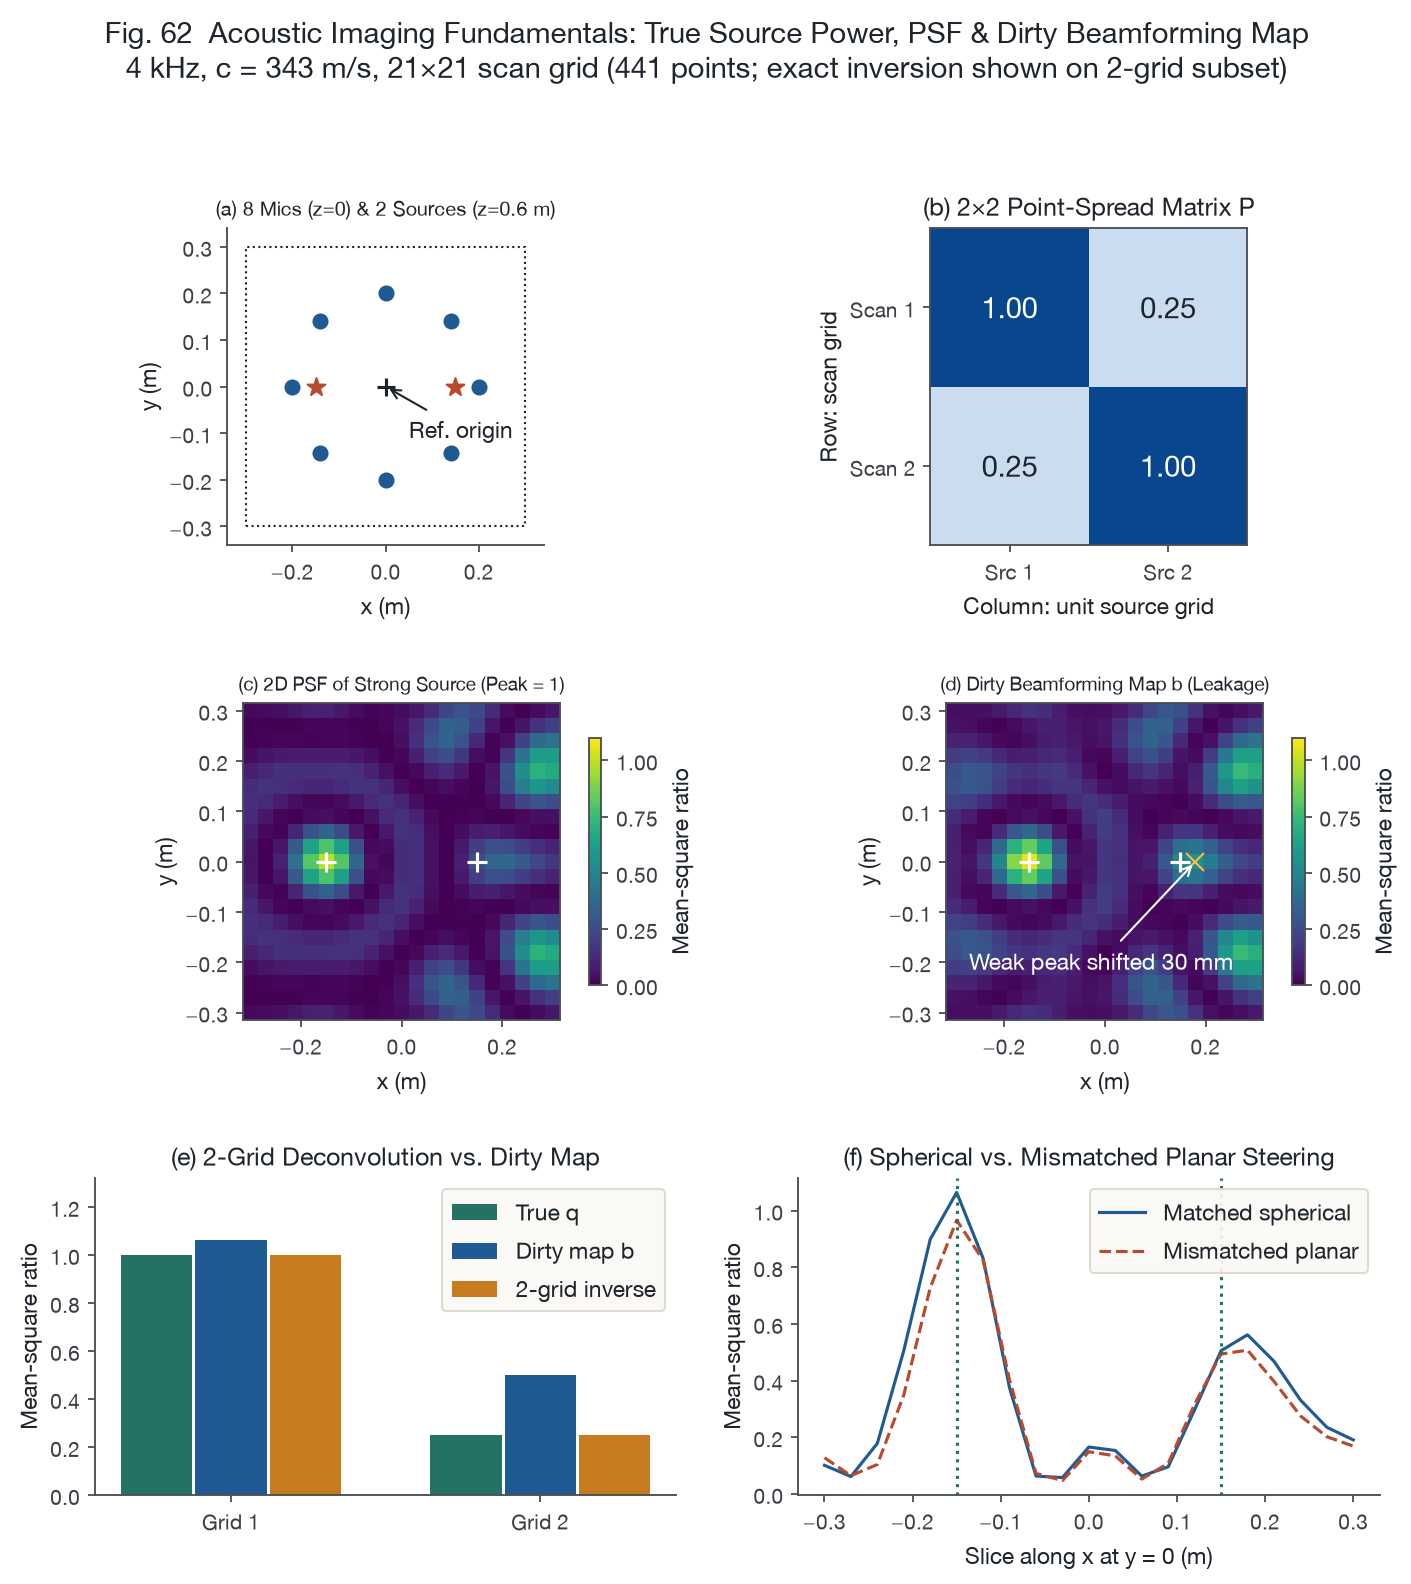 Fig. 62  Acoustic Imaging Fundamentals: True Source Power, PSF & Dirty Beamforming Map
4 kHz, c = 343 m/s, 21×21 scan grid (441 points; exact inversion shown on 2-grid subset)
(a) 8 Mics (z=0) & 2 Sources (z=0.6 m)
0.3
0.2
0.1
0.0
−0.1
−0.2
−0.3
y (m)
Ref. origin
−0.2
0.0
0.2
x (m)
(b) 2×2 Point-Spread Matrix P
Row: scan grid
Scan 1
Scan 2
1.00
0.25
0.25
1.00
Src 1
Src 2
Column: unit source grid
(c) 2D PSF of Strong Source (Peak = 1)
0.3
0.2
0.1
0.0
−0.1
−0.2
−0.3
y (m)
−0.2
0.0
0.2
x (m)
1.00
0.75
0.50
0.25
0.00
Mean-square ratio
(d) Dirty Beamforming Map b (Leakage)
0.3
0.2
0.1
0.0
−0.1
−0.2
−0.3
y (m)
Weak peak shifted 30 mm
−0.2
0.0
0.2
x (m)
1.00
0.75
0.50
0.25
0.00
Mean-square ratio
(e) 2-Grid Deconvolution vs. Dirty Map
1.2
1.0
0.8
0.6
0.4
0.2
0.0
Mean-square ratio
True q
Dirty map b
2-grid inverse
Grid 1
Grid 2
(f) Spherical vs. Mismatched Planar Steering
1.0
0.8
0.6
0.4
0.2
0.0
Mean-square ratio
Matched spherical
Mismatched planar
−0.3
−0.2
−0.1
0.0
0.1
0.2
0.3
Slice along x at y = 0 (m)